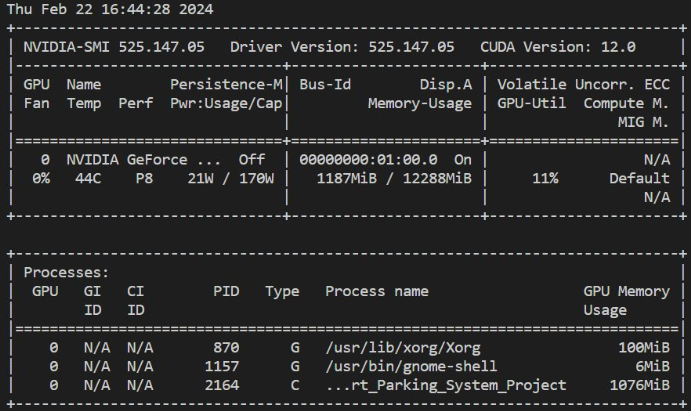 Thu Feb 22 16:44:28 2024
+-----------------------------------------------------------------------------+
| NVIDIA-SMI 525.147.05   Driver Version: 525.147.05   CUDA Version: 12.0     |
|-------------------------------+----------------------+----------------------+
| GPU  Name        Persistence-M| Bus-Id        Disp.A | Volatile Uncorr. ECC |
| Fan  Temp  Perf  Pwr:Usage/Cap|         Memory-Usage | GPU-Util  Compute M. |
|                               |                      |               MIG M. |
|===============================+======================+======================|
|   0  NVIDIA GeForce ...  Off  | 00000000:01:00.0  On |                  N/A |
|  0%   44C    P8    21W / 170W |   1187MiB / 12288MiB |     11%      Default |
|                               |                      |                  N/A |
+-------------------------------+----------------------+----------------------+

+-----------------------------------------------------------------------------+
| Processes:                                                                  |
|  GPU   GI   CI        PID   Type   Process name                  GPU Memory |
|        ID   ID                                                   Usage      |
|=============================================================================|
|    0   N/A  N/A       870      G   /usr/lib/xorg/Xorg                100MiB |
|    0   N/A  N/A      1157      G   /usr/bin/gnome-shell                6MiB |
|    0   N/A  N/A      2164      C   ...rt_Parking_System_Project     1076MiB |
+-----------------------------------------------------------------------------+